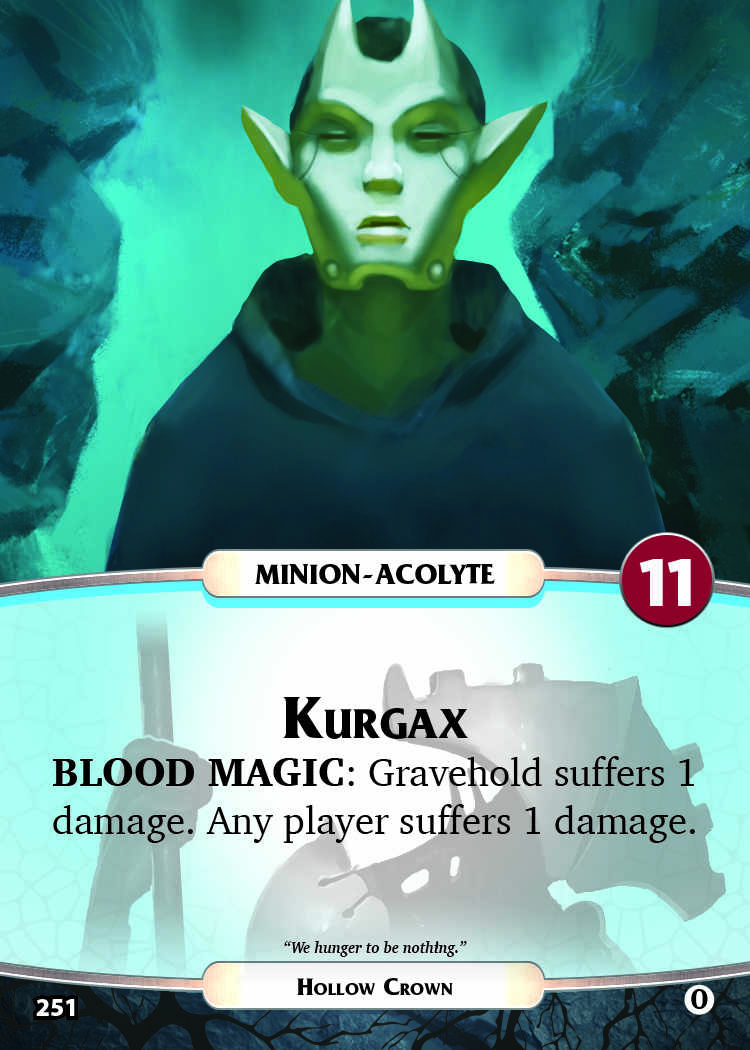 MINION-ACOLYTE
11
KURGAX
BLOOD MAGIC: Gravehold suffers 1
damage. Any player suffers 1 damage.
“We hunger to be nothing.”
HOLLOW CROWN
251
0